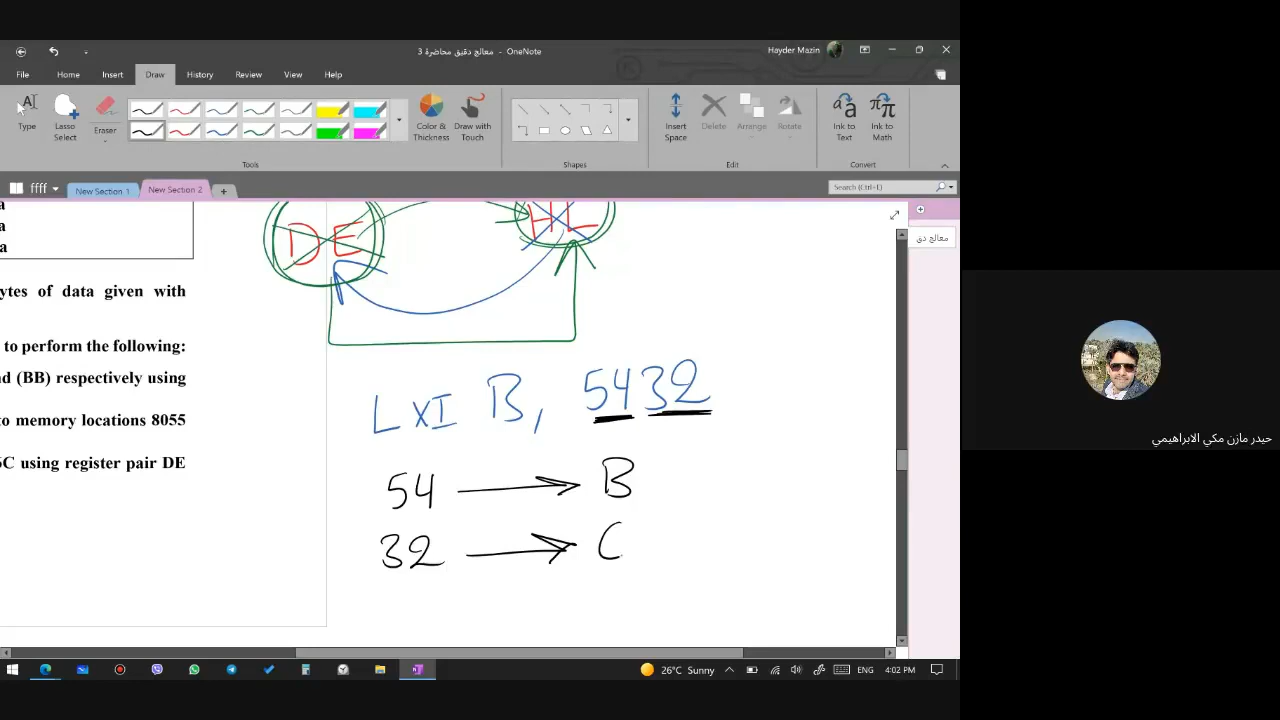 معالج دقيق محاضرة 3 - OneNote
Hayder Mazin
File Home Insert Draw History Review View Help
Type
Lasso Select
Eraser
Color & Thickness
Draw with Touch
Insert Space
Delete
Arrange
Rotate
Ink to Text
Ink to Math
Tools
Shapes
Edit
Convert
ffff
New Section 1
New Section 2
Search (Ctrl+E)
معالج دق
a
a
a
ytes of data given with
to perform the following:
d (BB) respectively using
to memory locations 8055
6C using register pair DE
D E
HL
LXI B, 5432
54 → B
32 → C
حيدر مازن مكي الابراهيمي
26°C Sunny
ENG
4:02 PM